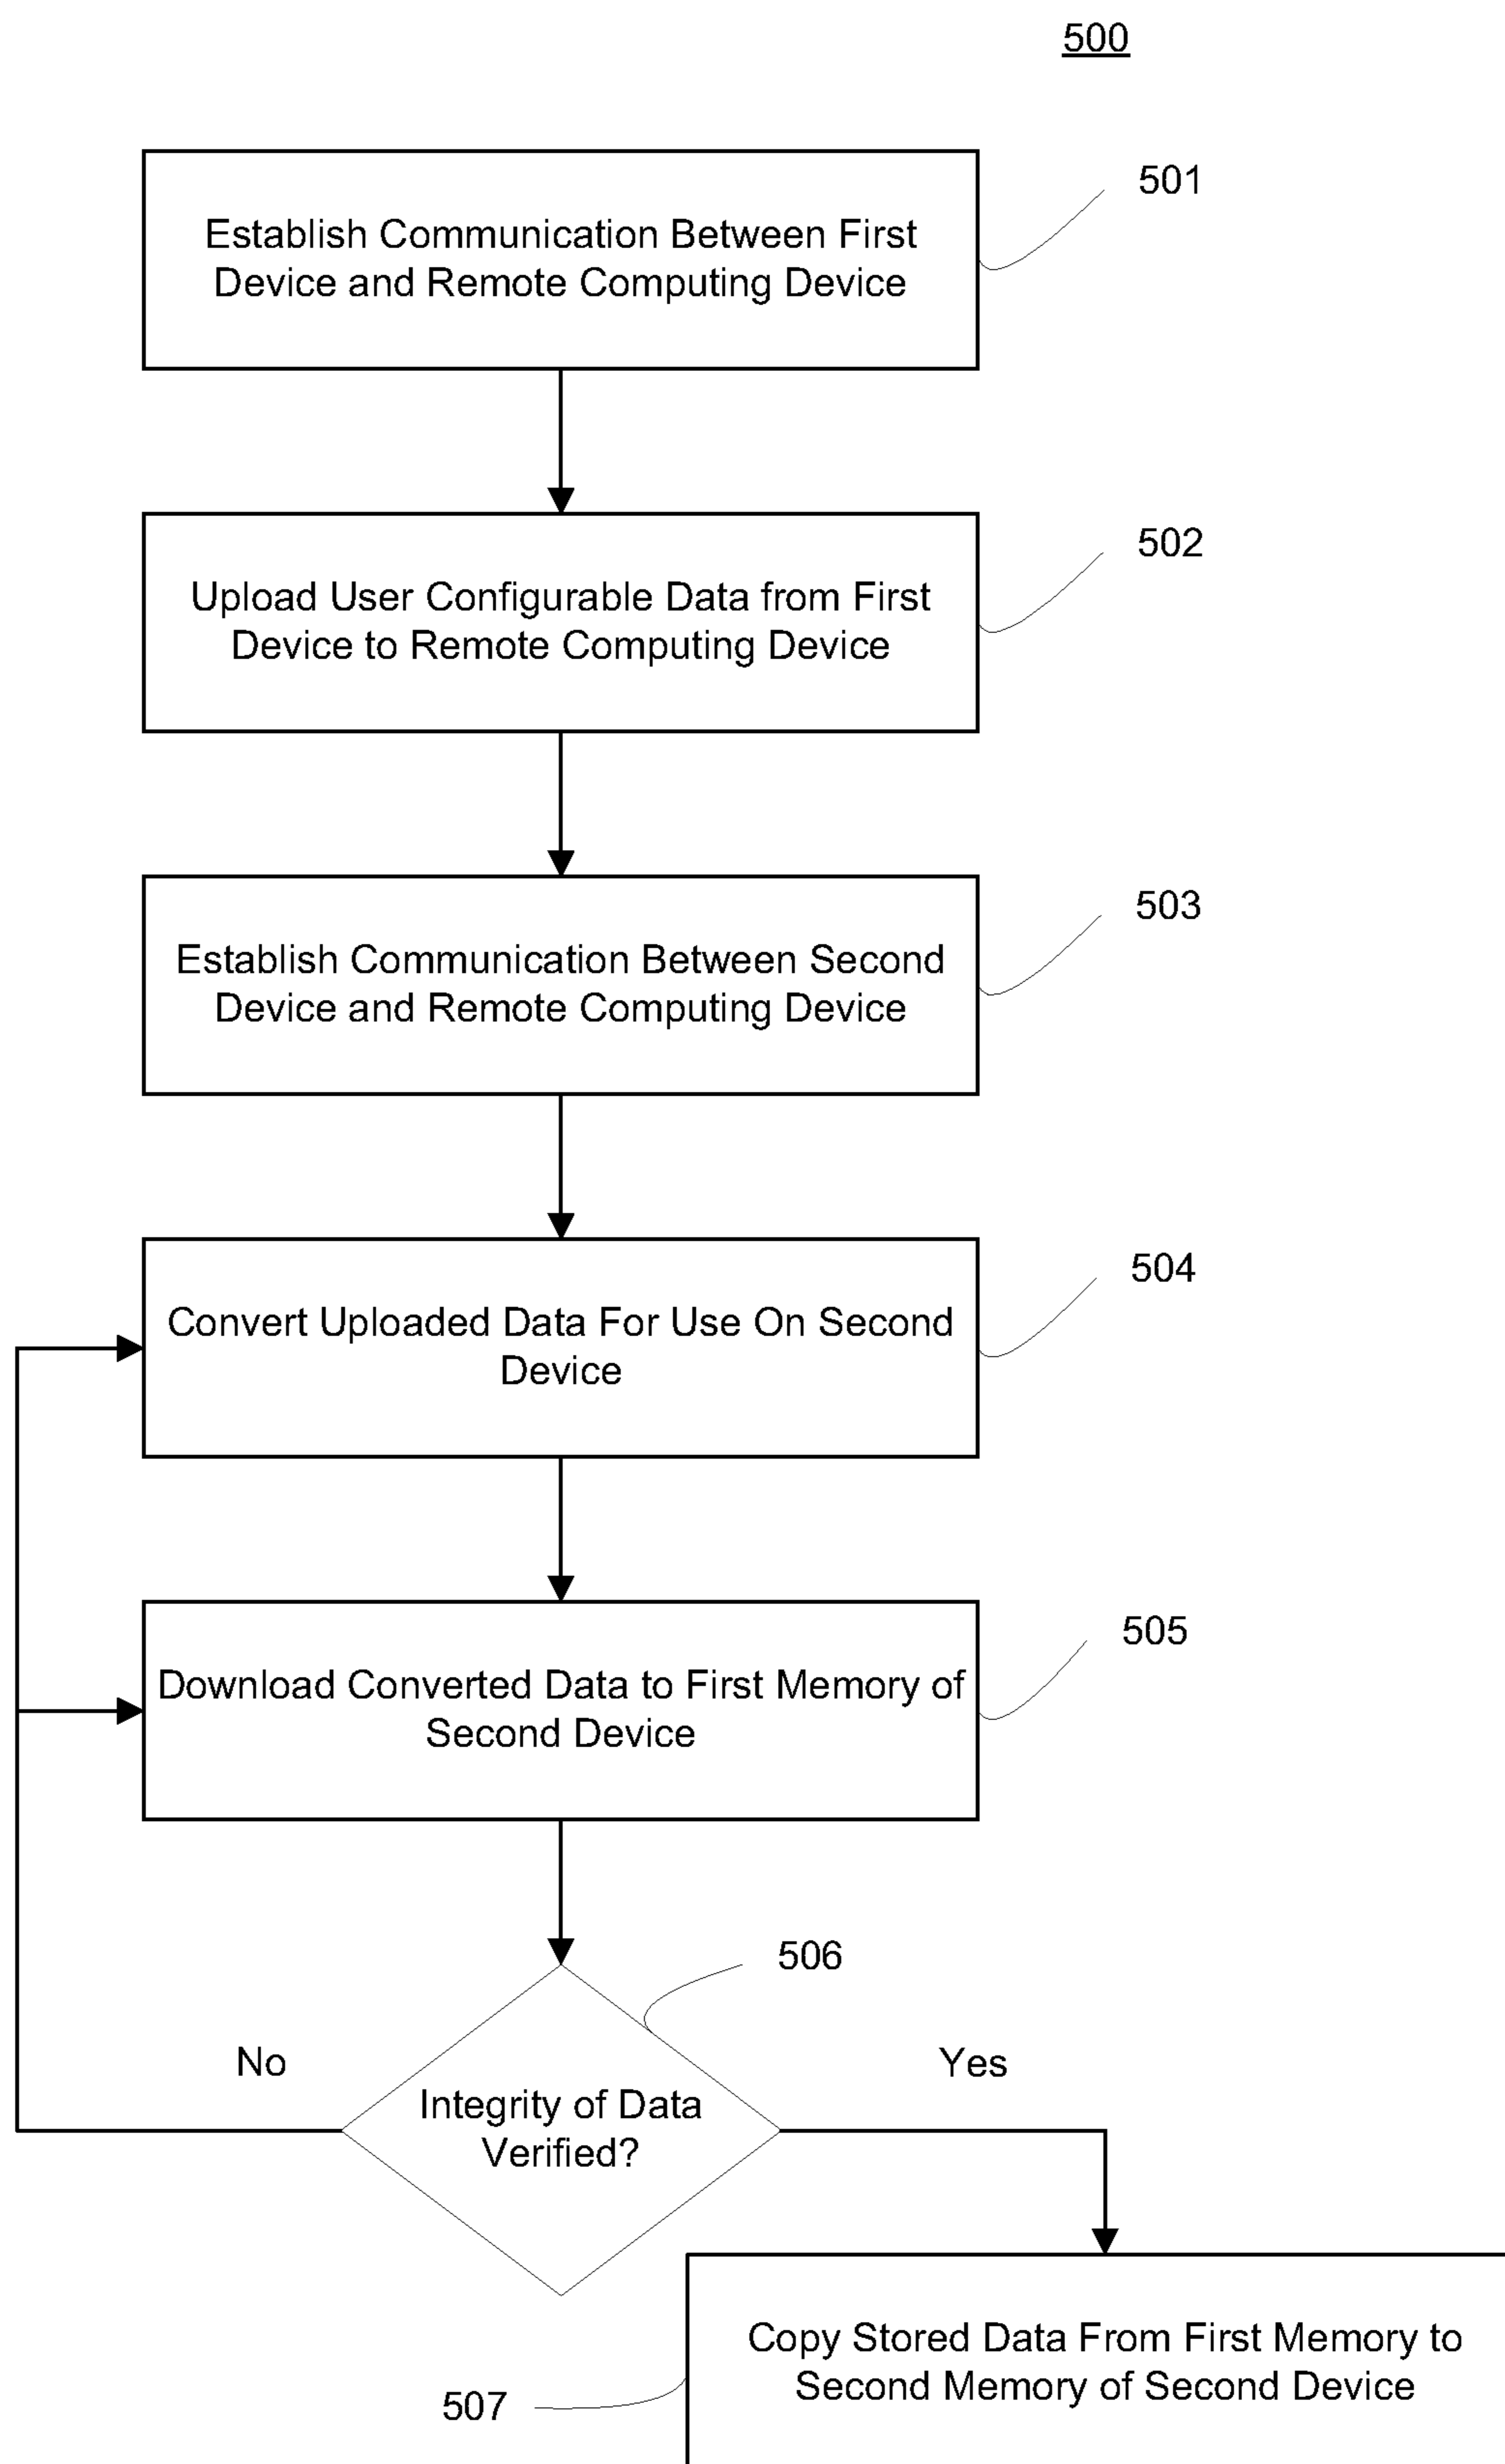 500
Establish Communication Between First
Device and Remote Computing Device
501
Upload User Configurable Data from First
Device to Remote Computing Device
502
Establish Communication Between Second
Device and Remote Computing Device
503
Convert Uploaded Data For Use On Second
Device
504
Download Converted Data to First Memory of
Second Device
505
506
No
Yes
Integrity of Data
Verified?
Copy Stored Data From First Memory to
Second Memory of Second Device
507